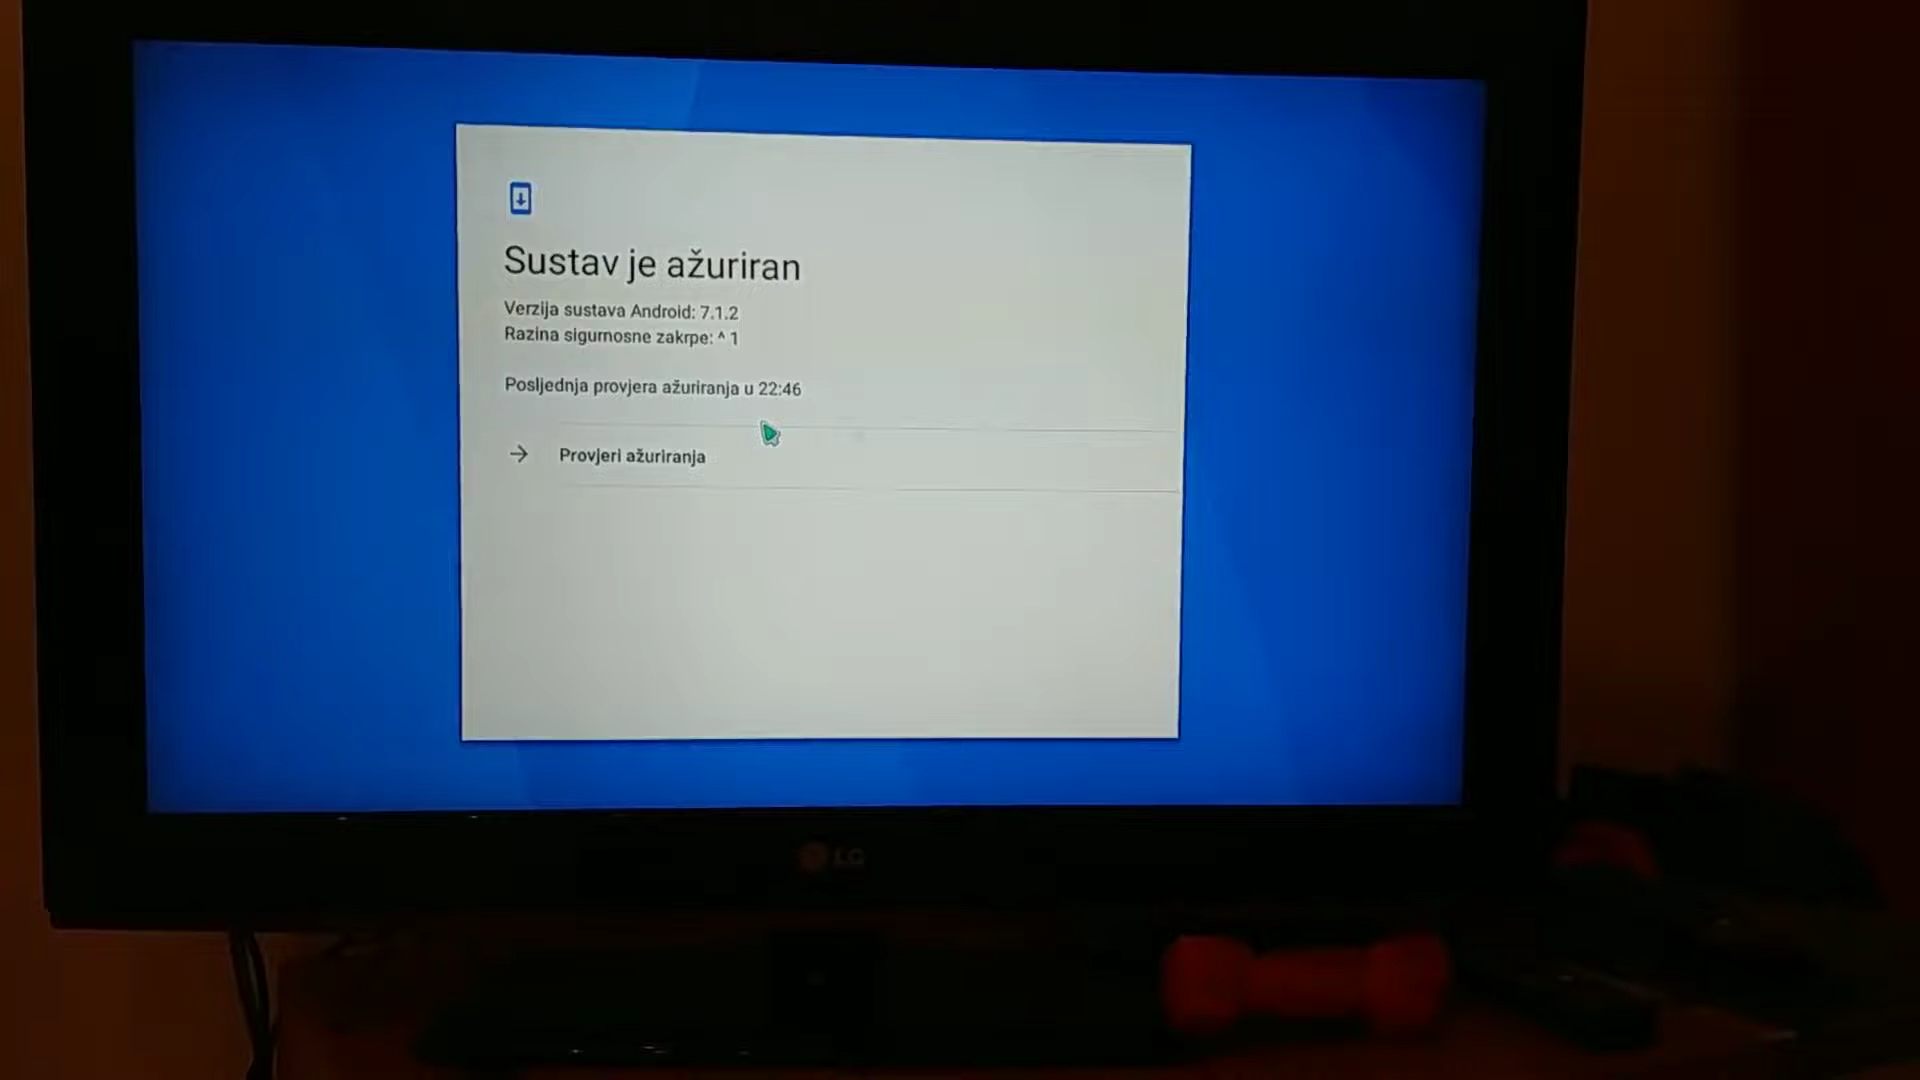 Sustav je ažuriran
Verzija sustava Android: 7.1.2
Razina sigurnosne zakrpe: ^ 1
Posljednja provjera ažuriranja u 22:46
Provjeri ažuriranja
LG